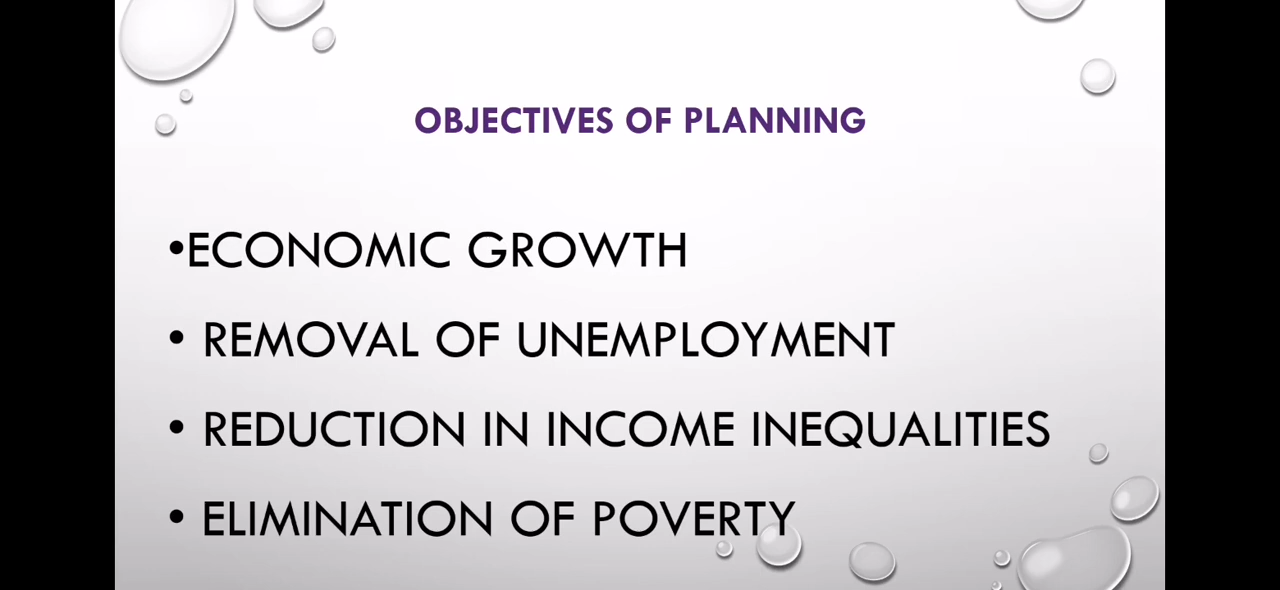 OBJECTIVES OF PLANNING
•ECONOMIC GROWTH
• REMOVAL OF UNEMPLOYMENT
• REDUCTION IN INCOME INEQUALITIES
• ELIMINATION OF POVERTY